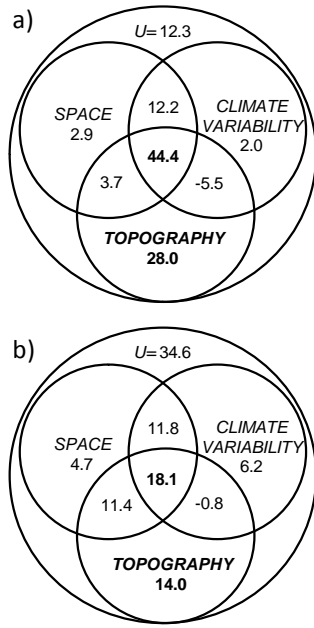 a)
U= 12.3
SPACE
2.9
12.2
CLIMATE
VARIABILITY
2.0
44.4
3.7
-5.5
TOPOGRAPHY
28.0
b)
U= 34.6
SPACE
4.7
11.8
CLIMATE
VARIABILITY
6.2
18.1
11.4
-0.8
TOPOGRAPHY
14.0